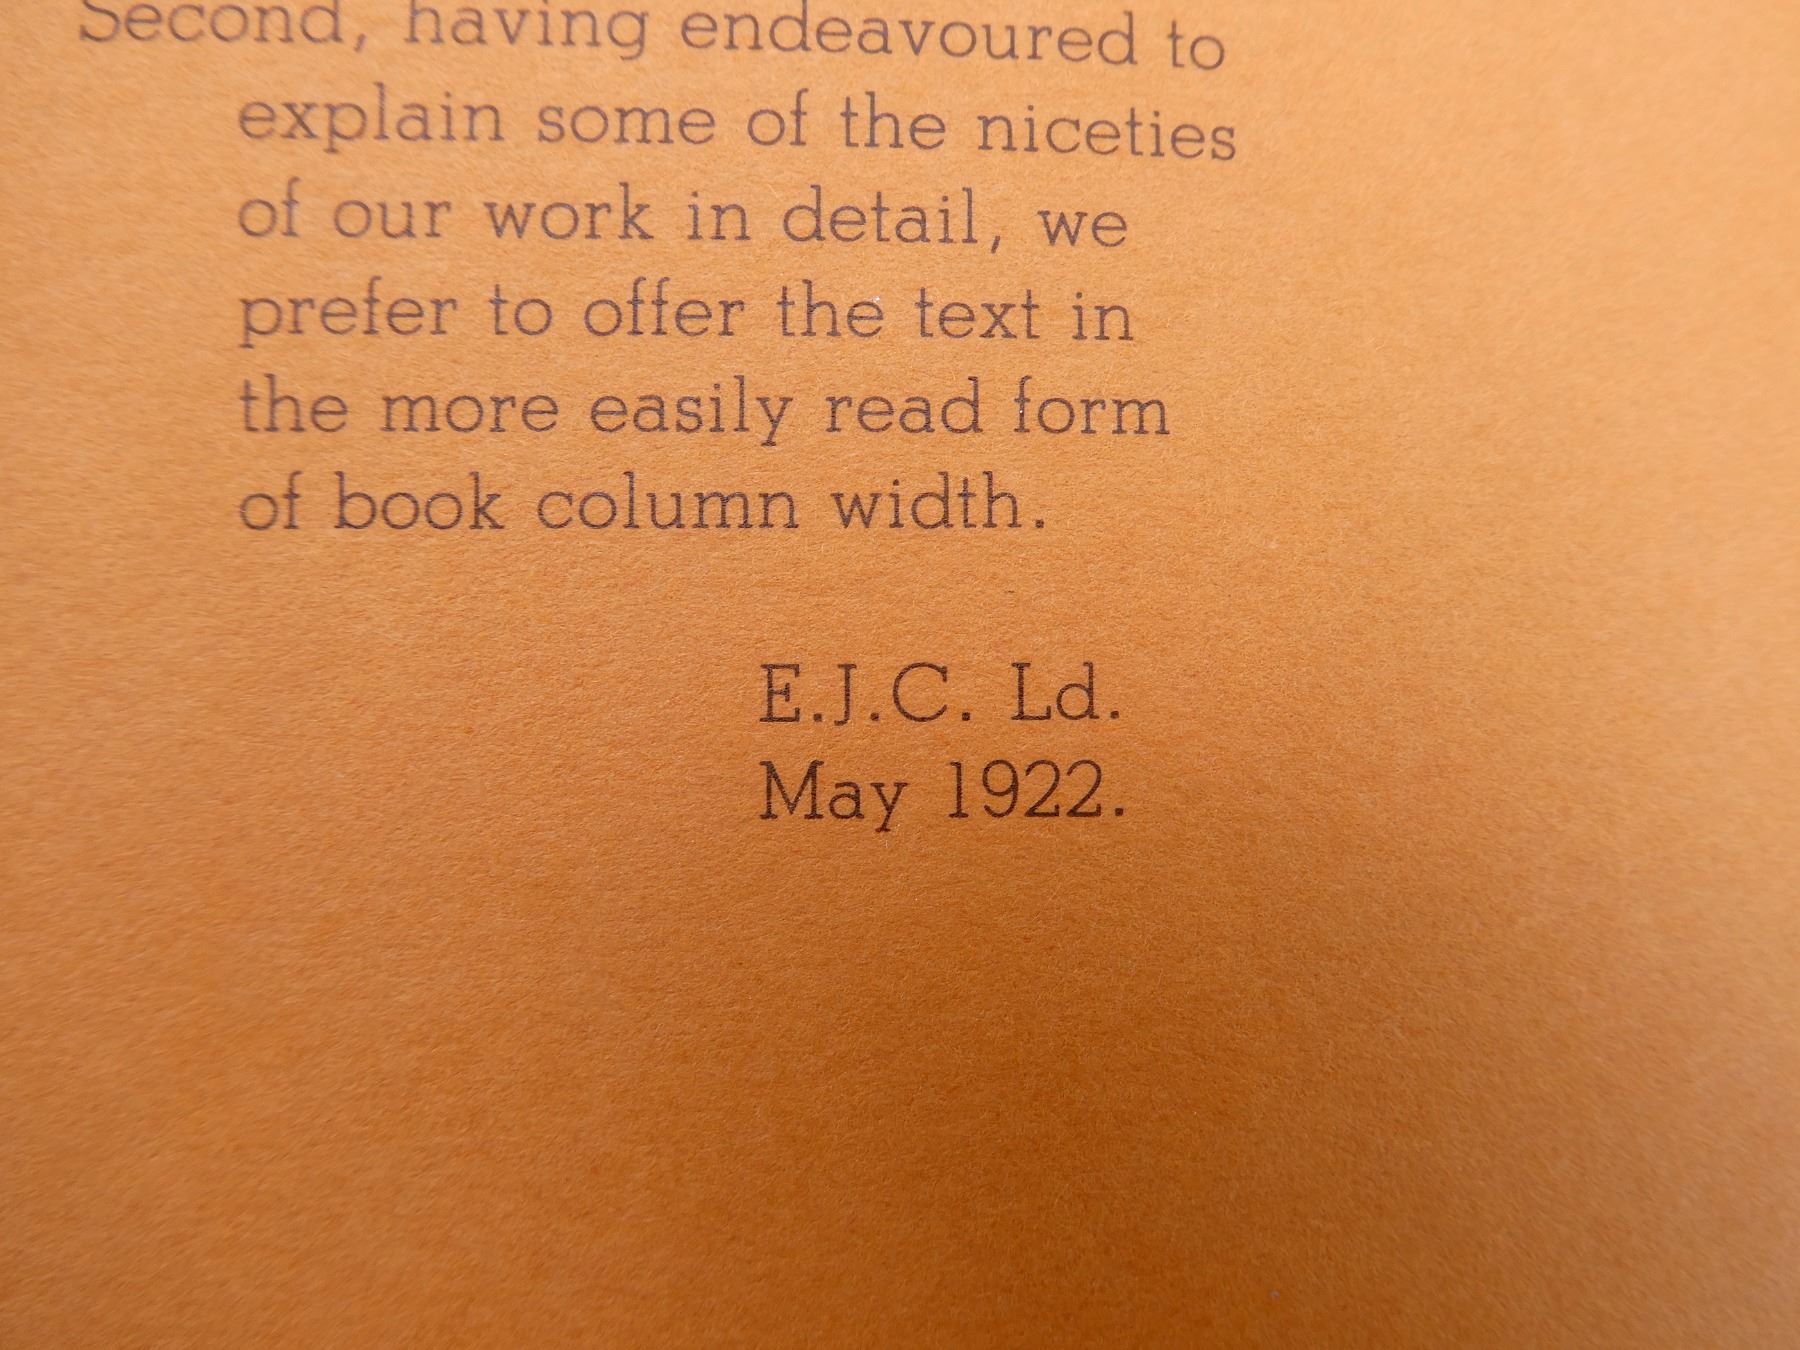 Second, having endeavoured to
explain some of the niceties
of our work in detail, we
prefer to offer the text in
the more easily read form
of book column width.
E.J.C. Ld.
May 1922.